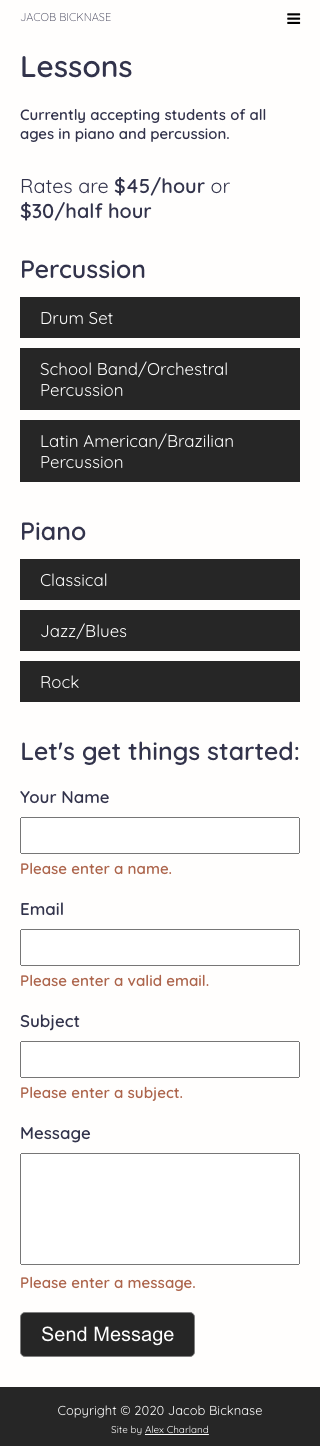 JACOB BICKNASE
Lessons
Currently accepting students of all
ages in piano and percussion.
Rates are $45/hour or
$30/half hour
Percussion
Drum Set
School Band/Orchestral
Percussion
Latin American/Brazilian
Percussion
Piano
Classical
Jazz/Blues
Rock
Let's get things started:
Your Name
Please enter a name.
Email
Please enter a valid email.
Subject
Please enter a subject.
Message
Please enter a message.
Send Message
Copyright © 2020 Jacob Bicknase
Site by Alex Charland